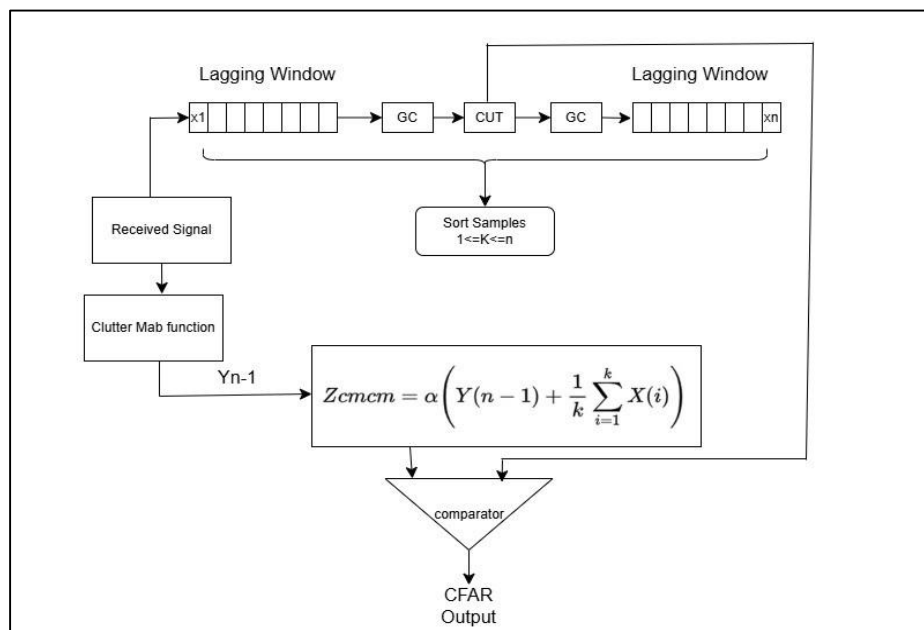 Lagging Window
Lagging Window
x1
GC
CUT
GC
xn
Sort Samples
1<=K<=n
Received Signal
Clutter Mab function
Yn-1
Zcmcm = α(Y(n − 1) + 1/k ∑_{i=1}^{k} X(i))
comparator
CFAR
Output